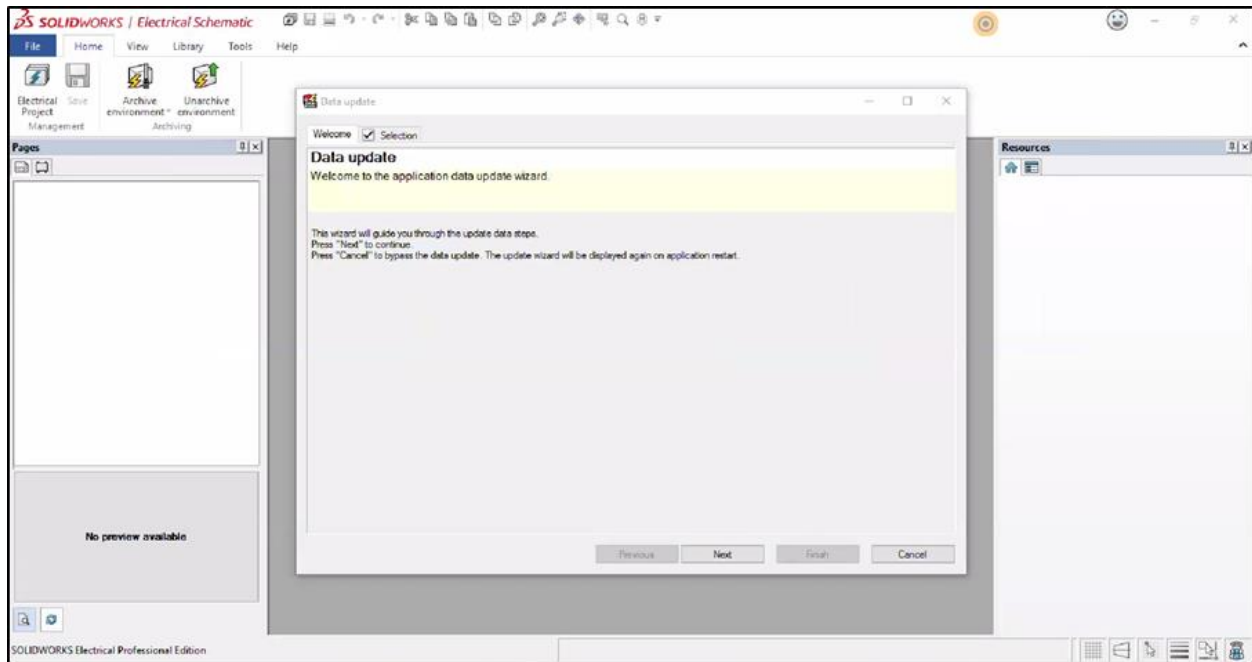 SOLIDWORKS | Electrical Schematic
File Home View Library Tools Help
Electrical Project
Save
Archive environment
Unarchive environment
Management
Archiving
Pages
Data update
Welcome Selection
Data update
Welcome to the application data update wizard.
This wizard will guide you through the update data steps.
Press "Next" to continue.
Press "Cancel" to bypass the data update. The update wizard will be displayed again on application restart.
Previous Next Finish Cancel
Resources
No preview available
SOLIDWORKS Electrical Professional Edition